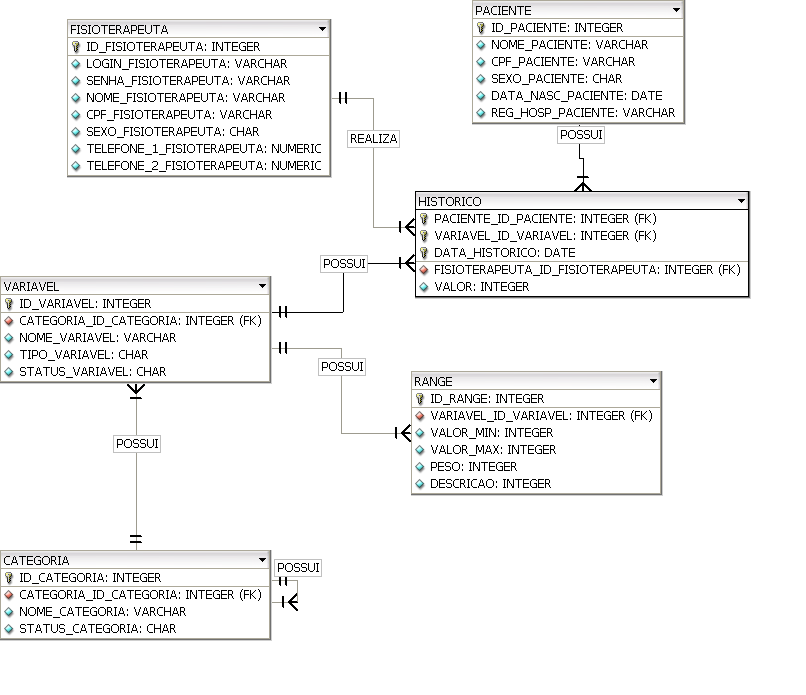 FISIOTERAPEUTA
ID_FISIOTERAPEUTA: INTEGER
LOGIN_FISIOTERAPEUTA: VARCHAR
SENHA_FISIOTERAPEUTA: VARCHAR
NOME_FISIOTERAPEUTA: VARCHAR
CPF_FISIOTERAPEUTA: VARCHAR
SEXO_FISIOTERAPEUTA: CHAR
TELEFONE_1_FISIOTERAPEUTA: NUMERIC
TELEFONE_2_FISIOTERAPEUTA: NUMERIC
PACIENTE
ID_PACIENTE: INTEGER
NOME_PACIENTE: VARCHAR
CPF_PACIENTE: VARCHAR
SEXO_PACIENTE: CHAR
DATA_NASC_PACIENTE: DATE
REG_HOSP_PACIENTE: VARCHAR
REALIZA
POSSUI
HISTORICO
PACIENTE_ID_PACIENTE: INTEGER (FK)
VARIAVEL_ID_VARIAVEL: INTEGER (FK)
DATA_HISTORICO: DATE
FISIOTERAPEUTA_ID_FISIOTERAPEUTA: INTEGER (FK)
VALOR: INTEGER
POSSUI
VARIAVEL
ID_VARIAVEL: INTEGER
CATEGORIA_ID_CATEGORIA: INTEGER (FK)
NOME_VARIAVEL: VARCHAR
TIPO_VARIAVEL: CHAR
STATUS_VARIAVEL: CHAR
POSSUI
RANGE
ID_RANGE: INTEGER
VARIAVEL_ID_VARIAVEL: INTEGER (FK)
VALOR_MIN: INTEGER
VALOR_MAX: INTEGER
PESO: INTEGER
DESCRICAO: INTEGER
POSSUI
CATEGORIA
ID_CATEGORIA: INTEGER
CATEGORIA_ID_CATEGORIA: INTEGER (FK)
NOME_CATEGORIA: VARCHAR
STATUS_CATEGORIA: CHAR
POSSUI